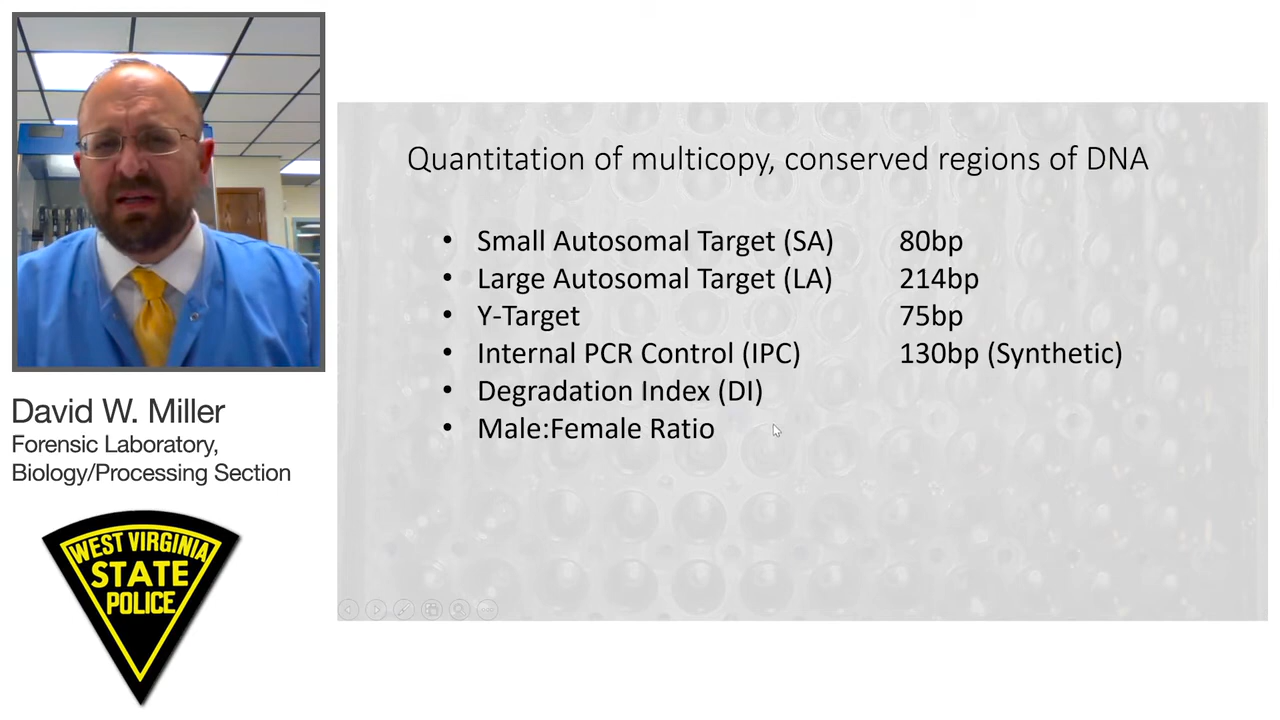 Quantitation of multicopy, conserved regions of DNA
• Small Autosomal Target (SA) 80bp
• Large Autosomal Target (LA) 214bp
• Y-Target 75bp
• Internal PCR Control (IPC) 130bp (Synthetic)
• Degradation Index (DI)
• Male:Female Ratio
David W. Miller
Forensic Laboratory,
Biology/Processing Section
WEST VIRGINIA
STATE
POLICE